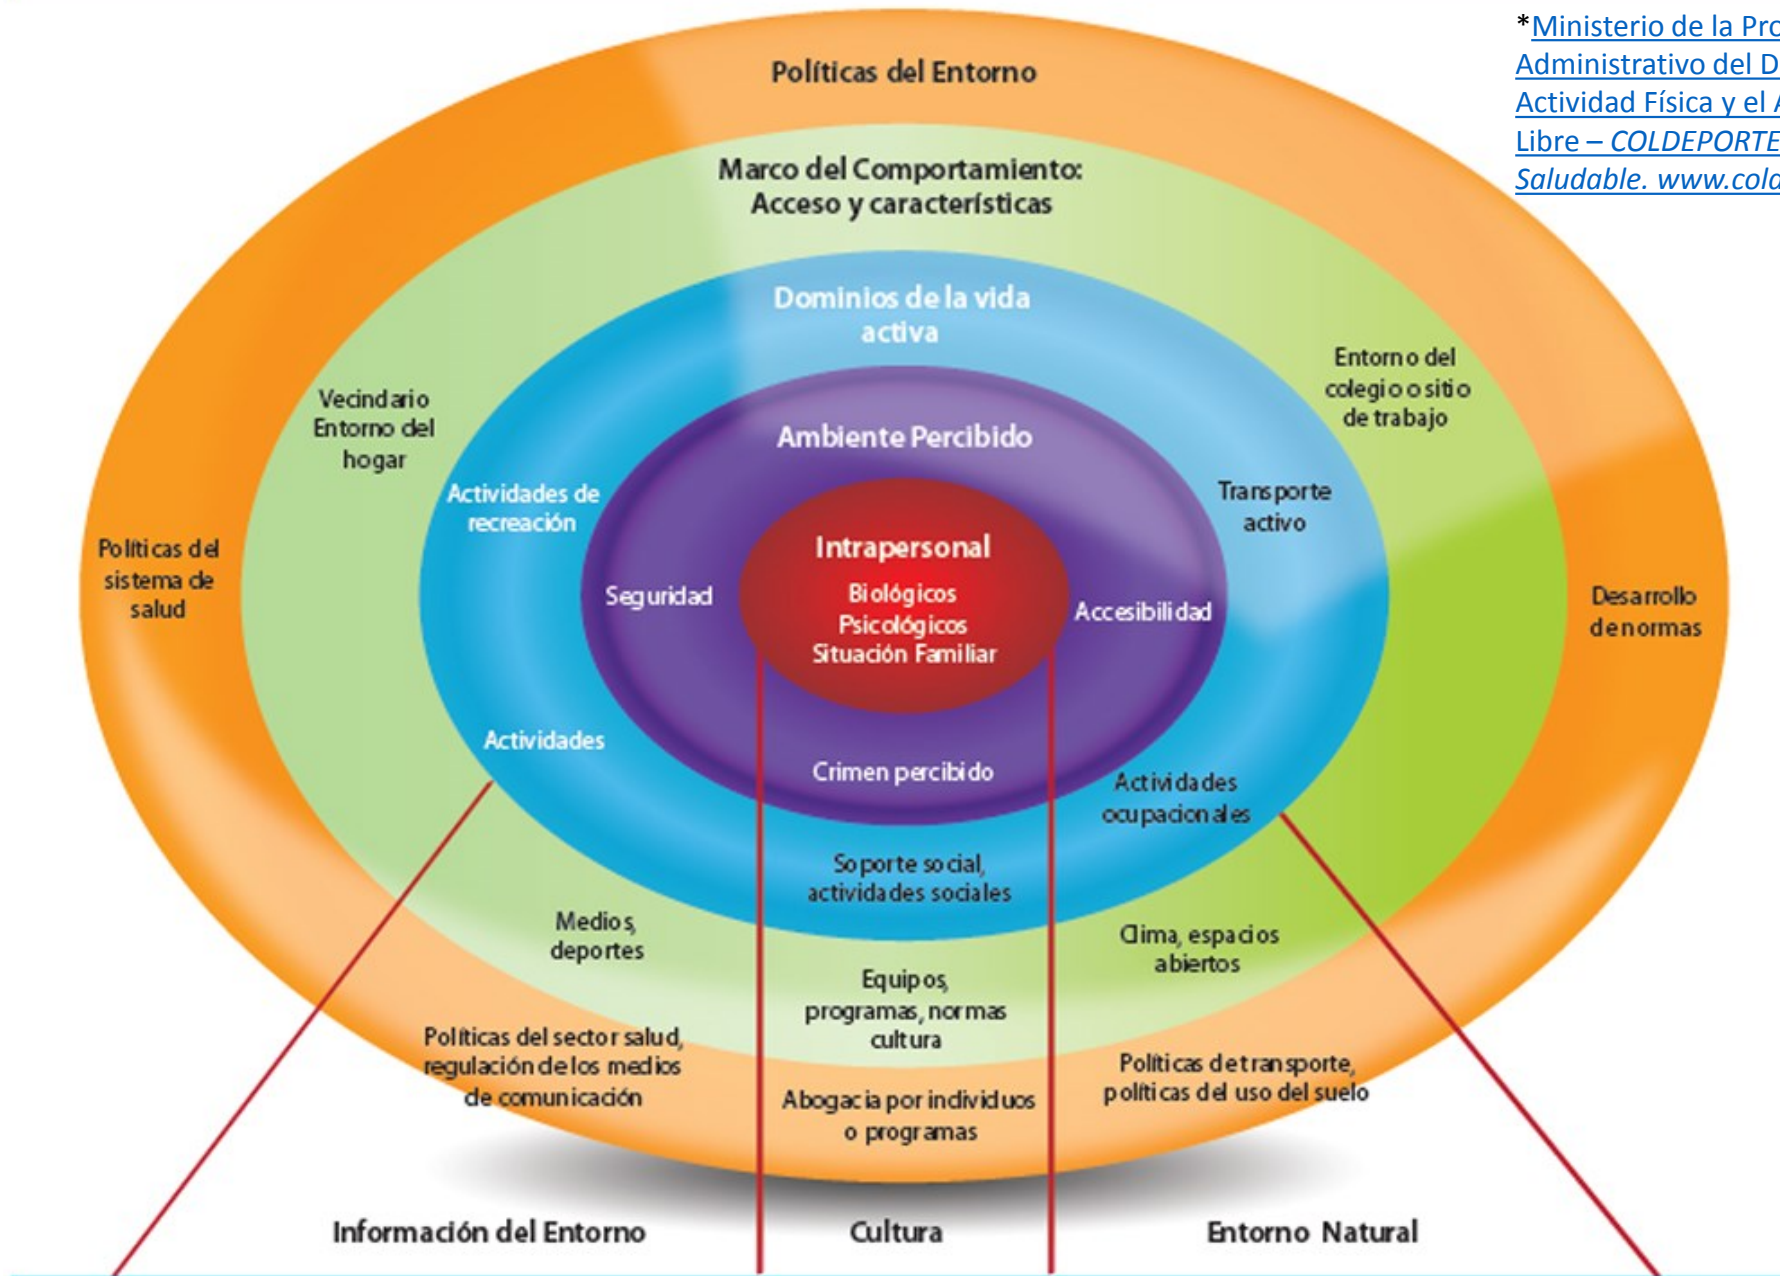 *Ministerio de la Pro
Administrativo del D
Actividad Física y el A
Libre – COLDEPORTE
Saludable. www.cold
Políticas del Entorno
Marco del Comportamiento:
Acceso y características
Dominios de la vida
activa
Ambiente Percibido
Intrapersonal
Biológicos
Psicológicos
Situación Familiar
Vecindario
Entorno del
hogar
Entorno del
colegio o sitio
de trabajo
Actividades de
recreación
Transporte
activo
Políticas del
sistema de
salud
Seguridad
Accesibilidad
Desarrollo
de normas
Actividades
Crimen percibido
Actividades
ocupacionales
Soporte social,
actividades sociales
Medios,
deportes
Clima, espacios
abiertos
Equipos,
programas, normas
cultura
Políticas del sector salud,
regulación de los medios
de comunicación
Abogacia por individuos
o programas
Políticas de transporte,
políticas del uso del suelo
Información del Entorno
Cultura
Entorno Natural